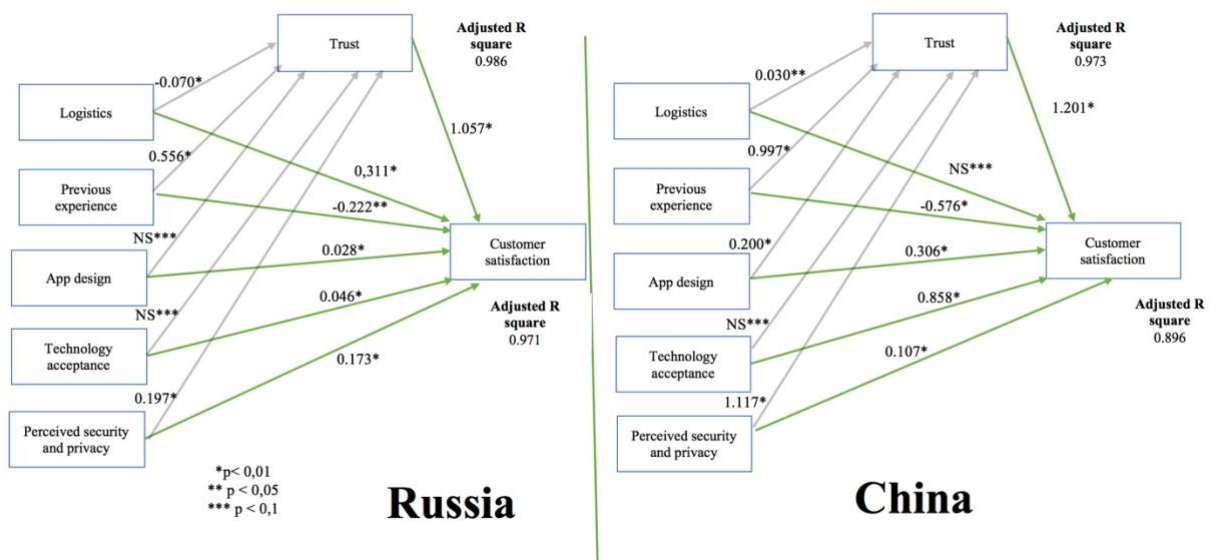 Trust
Adjusted R
square
0.986
-0.070*
Logistics
1.057*
0.556*
0,311*
Previous
experience
-0.222**
NS***
0.028*
Customer
satisfaction
App design
NS***
0.046*
Adjusted R
square
0.971
Technology
acceptance
0.173*
0.197*
Perceived security
and privacy
*p< 0,01
** p < 0,05
*** p < 0,1
Russia
Trust
Adjusted R
square
0.973
0.030**
Logistics
1.201*
0.997*
NS***
Previous
experience
-0.576*
0.200*
0.306*
Customer
satisfaction
App design
0.858*
Adjusted R
square
0.896
NS***
Technology
acceptance
0.107*
1.117*
Perceived security
and privacy
China